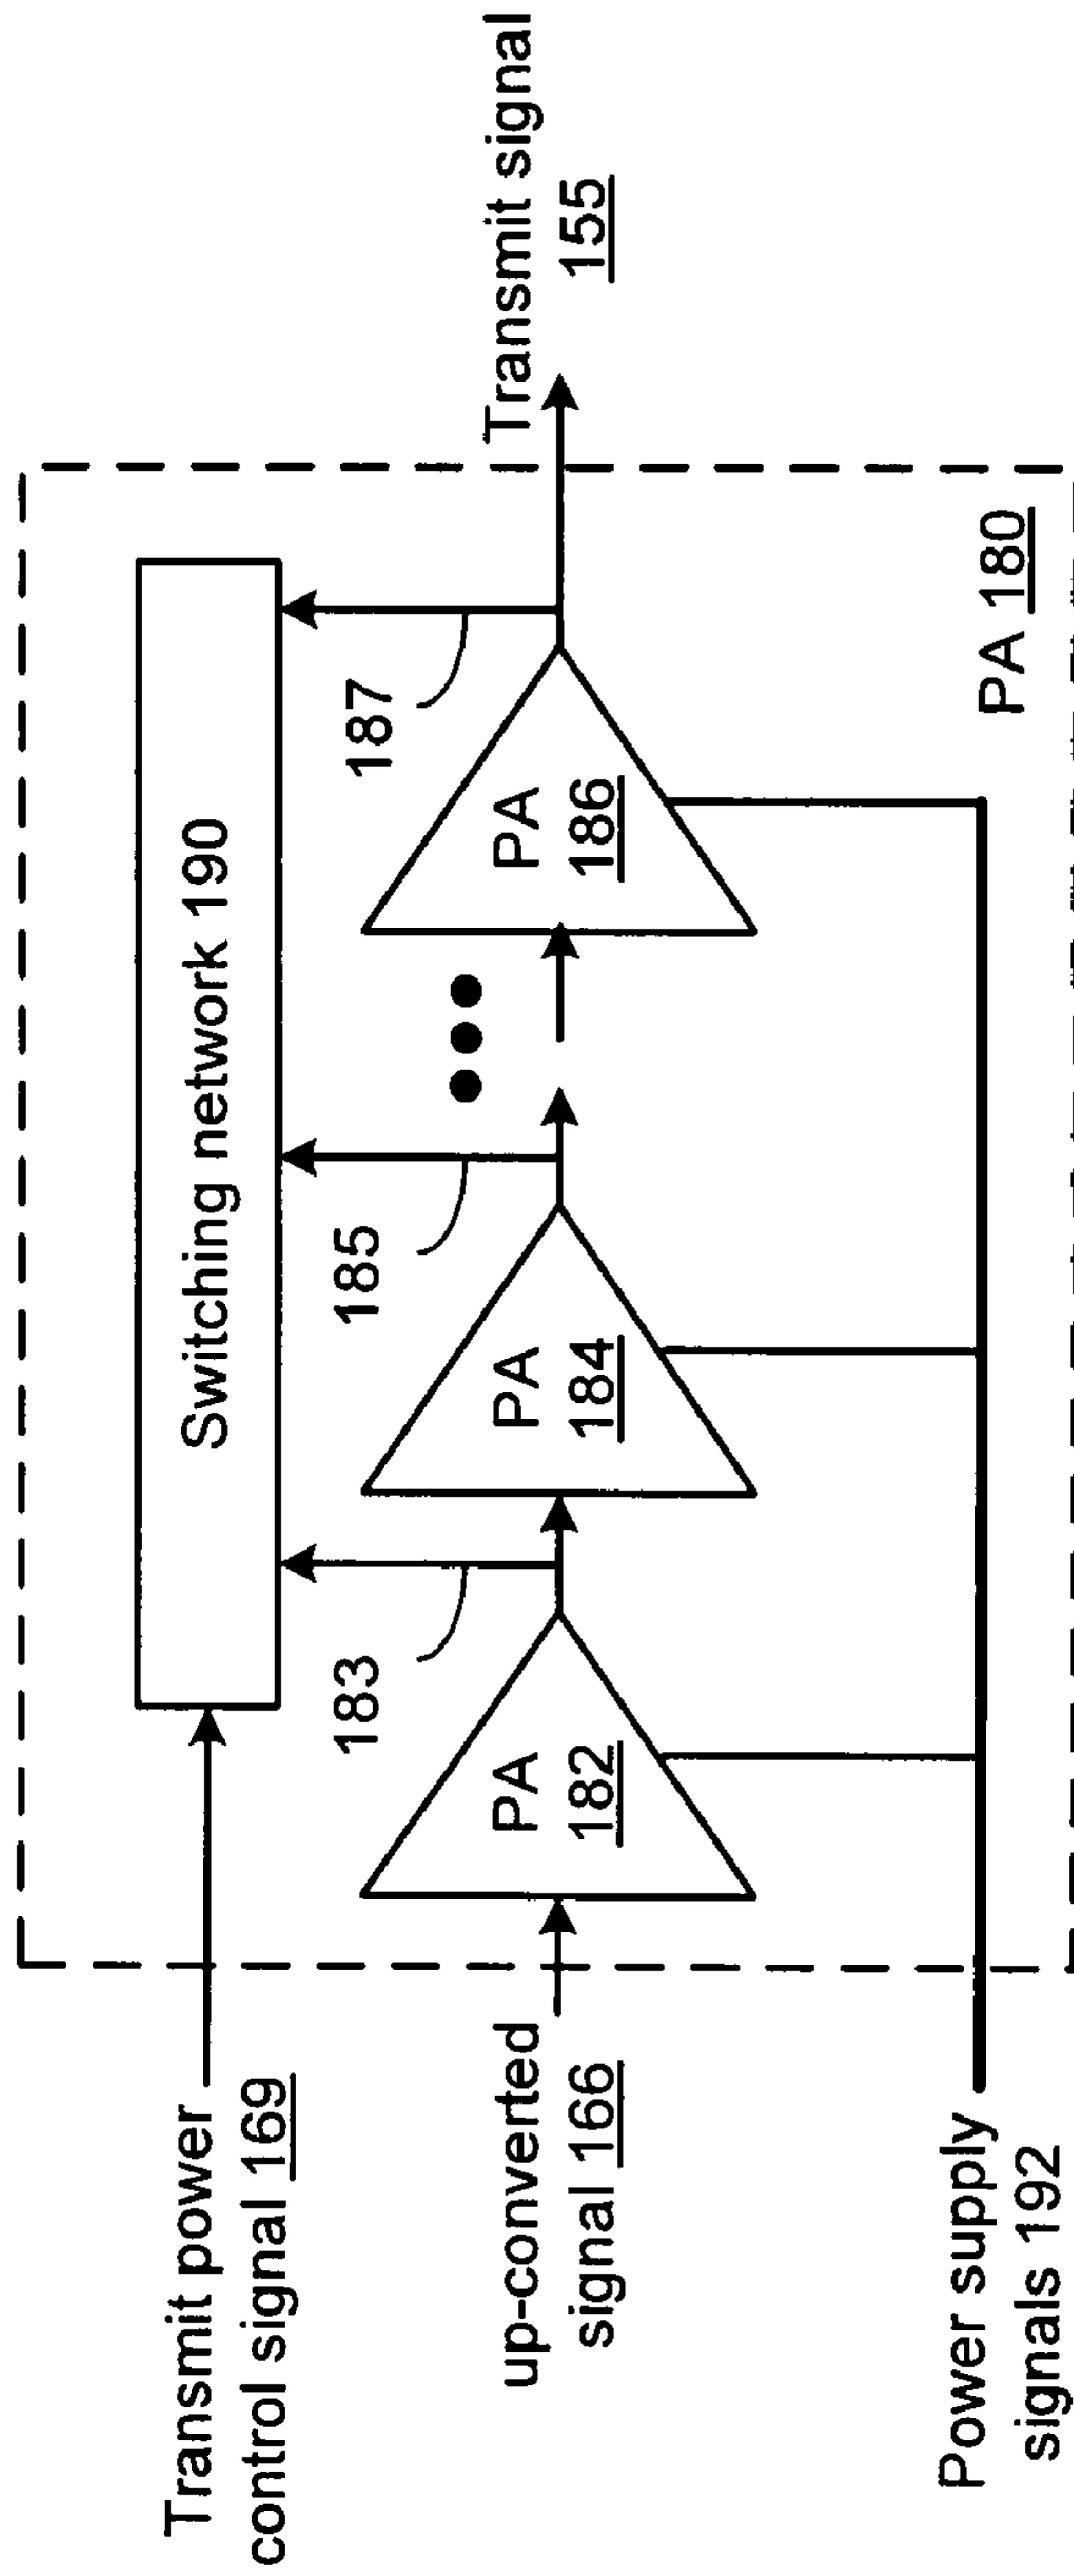 Transmit power
control signal 169
Switching network 190
183
185
187
up-converted
signal 166
PA
182
PA
184
PA
186
Transmit signal
155
Power supply
signals 192
PA 180